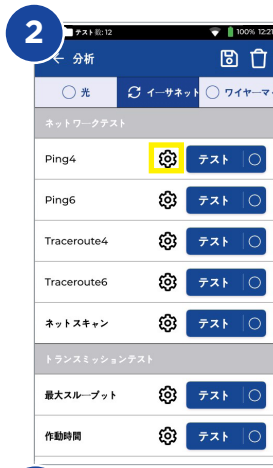 2
テスト 数: 12 100% 12:21
分析
光 イーサネット ワイヤーマ
ネットワークテスト
Ping4 テスト
Ping6 テスト
Traceroute4 テスト
Traceroute6 テスト
ネットスキャン テスト
トランスミッションテスト
最大スループット テスト
作動時間 テスト